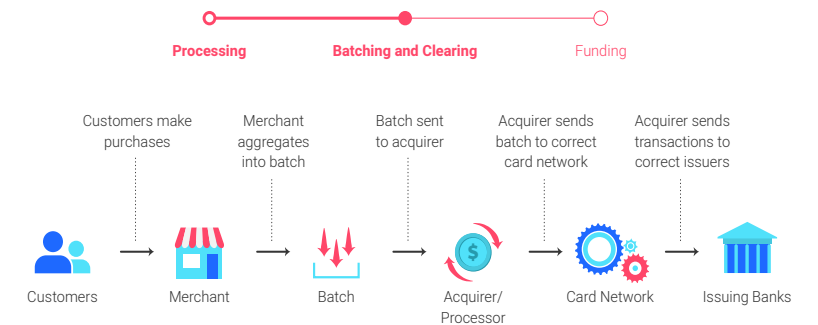 Processing
Batching and Clearing
Funding
Customers make
purchases
Merchant
aggregates
into batch
Batch sent
to acquirer
Acquirer sends
batch to correct
card network
Acquirer sends
transactions to
correct issuers
$
Customers
Merchant
Batch
Acquirer/
Processor
Card Network
Issuing Banks